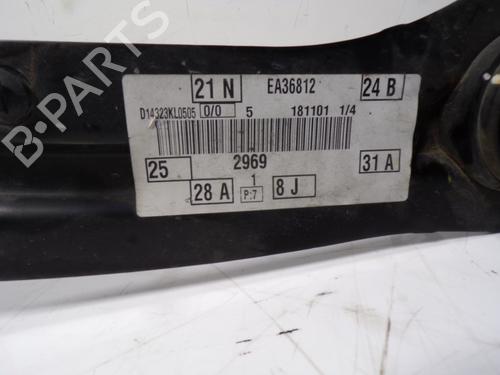 21 N EA36812 24 B
D14323KL0505 0/0 5 181101 1/4
25 2969 31 A
28 A 1 8 J
P:7
B-PARTS